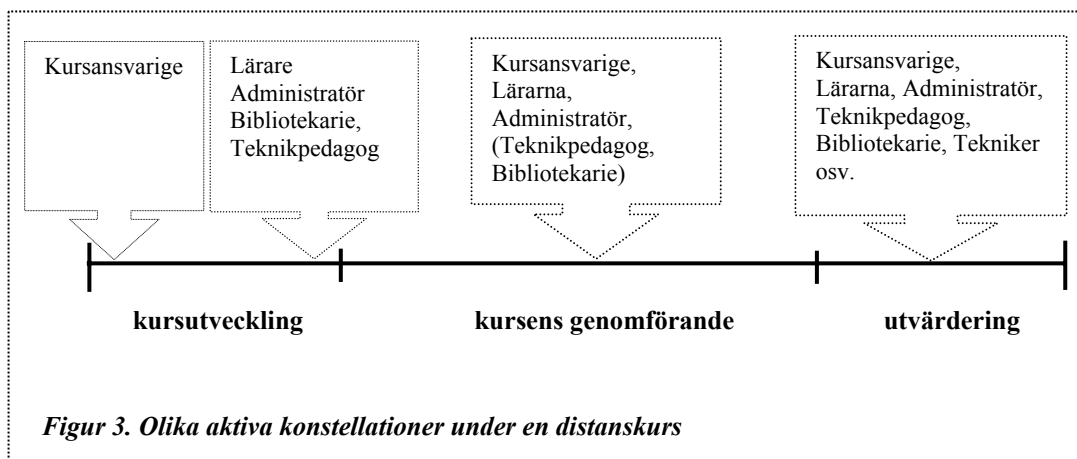 Kursansvarige
Lärare
Administratör
Bibliotekarie,
Teknikpedagog
Kursansvarige,
Lärarna,
Administratör,
(Teknikpedagog,
Bibliotekarie)
Kursansvarige,
Lärarna, Administratör,
Teknikpedagog,
Bibliotekarie, Tekniker
osv.
kursutveckling
kursens genomförande
utvärdering
Figur 3. Olika aktiva konstellationer under en distanskurs